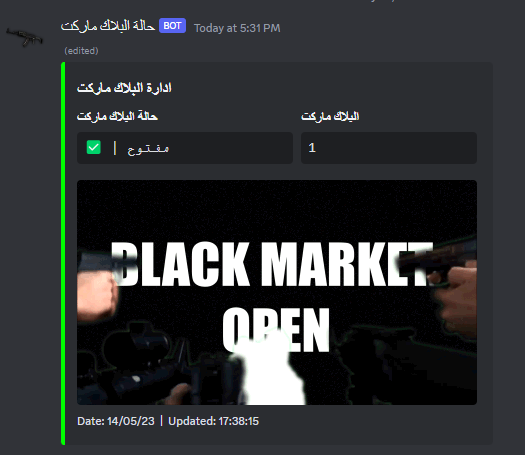 حالة البلاك ماركت BOT Today at 5:31 PM
(edited)
ادارة البلاك ماركت
حالة البلاك ماركت
البلاك ماركت
✅ | مفتوح
1
BLACK MARKET
OPEN
Date: 14/05/23 | Updated: 17:38:15